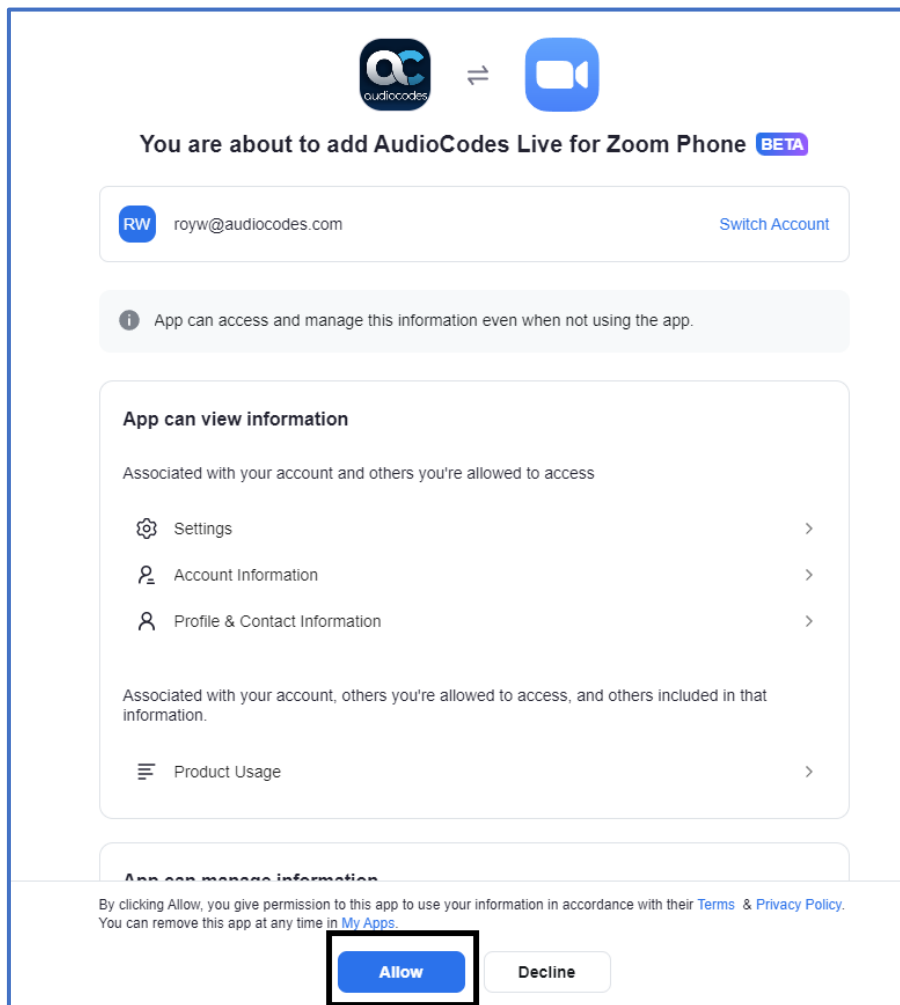 audiocodes
You are about to add AudioCodes Live for Zoom Phone BETA
RW royw@audiocodes.com Switch Account
App can access and manage this information even when not using the app.
App can view information
Associated with your account and others you're allowed to access
Settings
Account Information
Profile & Contact Information
Associated with your account, others you're allowed to access, and others included in that
information.
Product Usage
App can manage information
By clicking Allow, you give permission to this app to use your information in accordance with their Terms & Privacy Policy.
You can remove this app at any time in My Apps.
Allow Decline